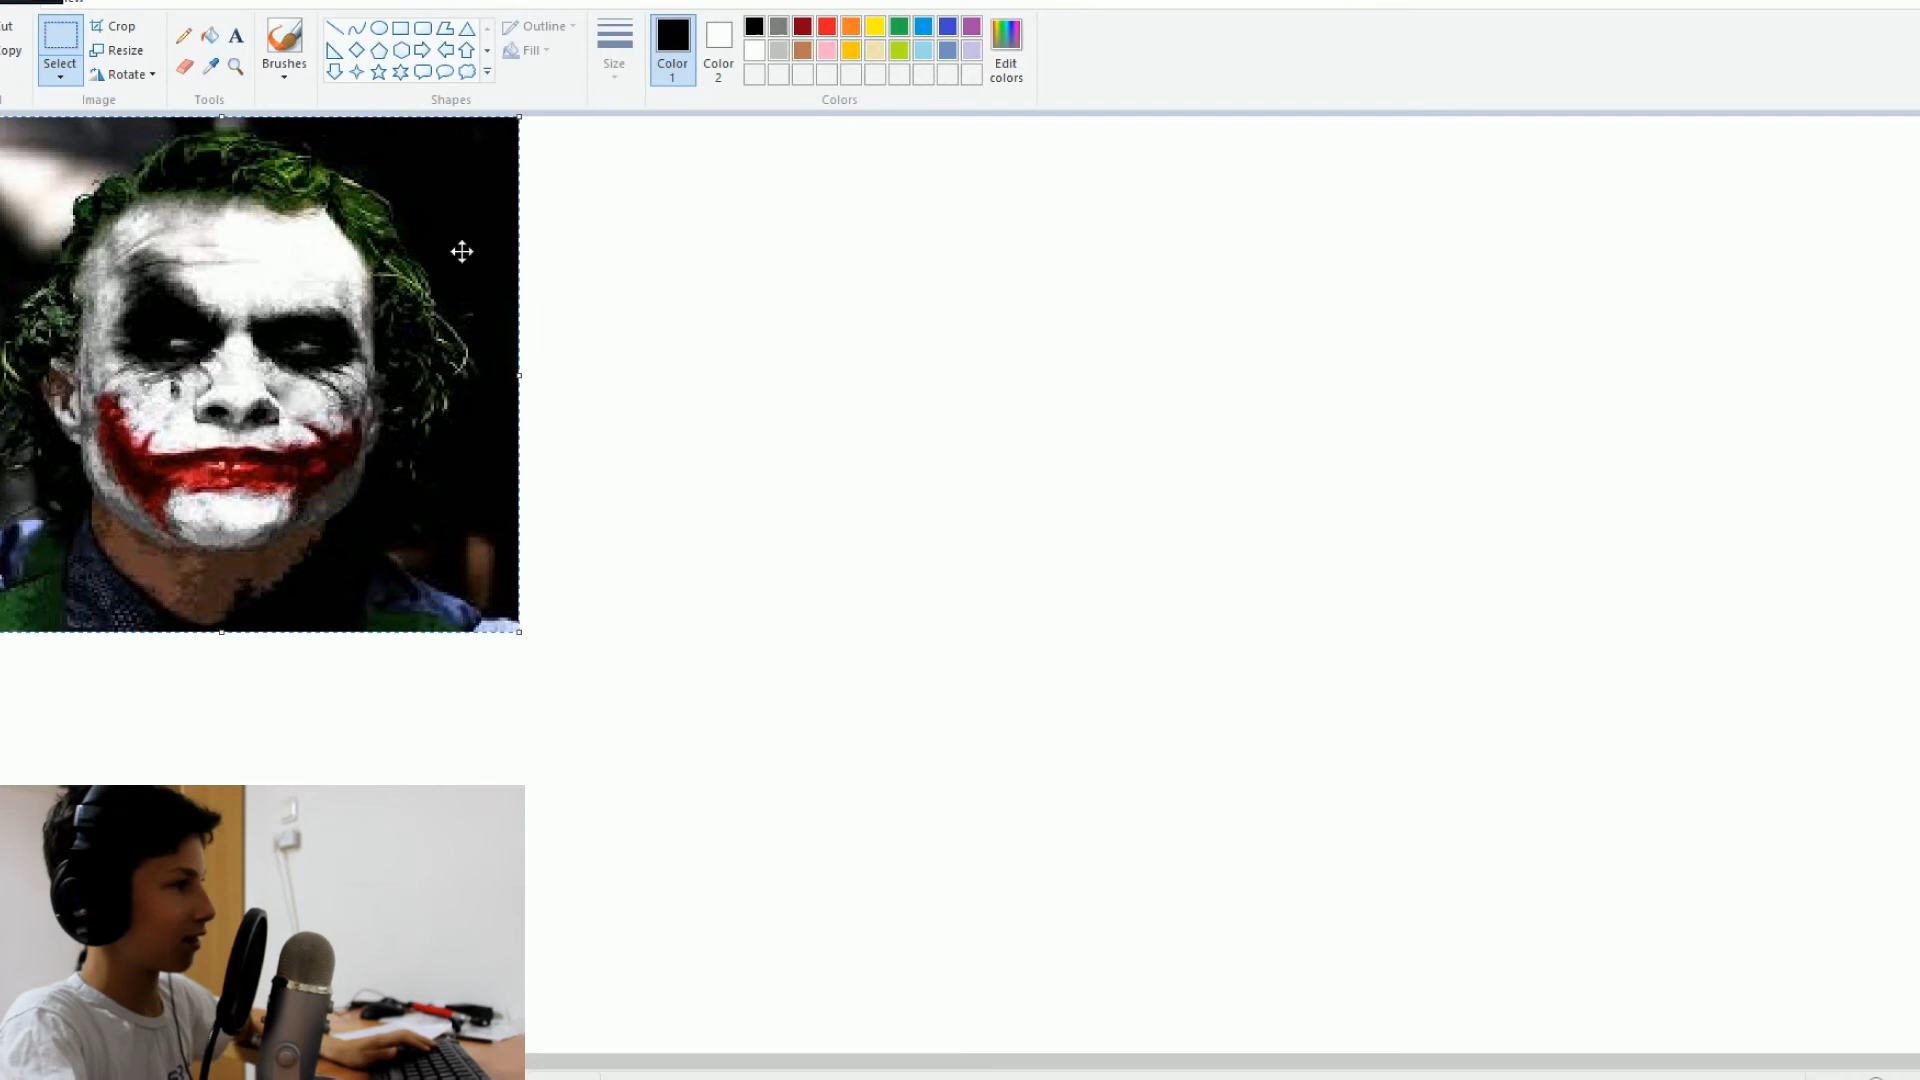 ut
opy
Select
Crop
Resize
Rotate
Image
A
Tools
Brushes
Shapes
Outline
Fill
Size
Color 1
Color 2
Edit colors
Colors